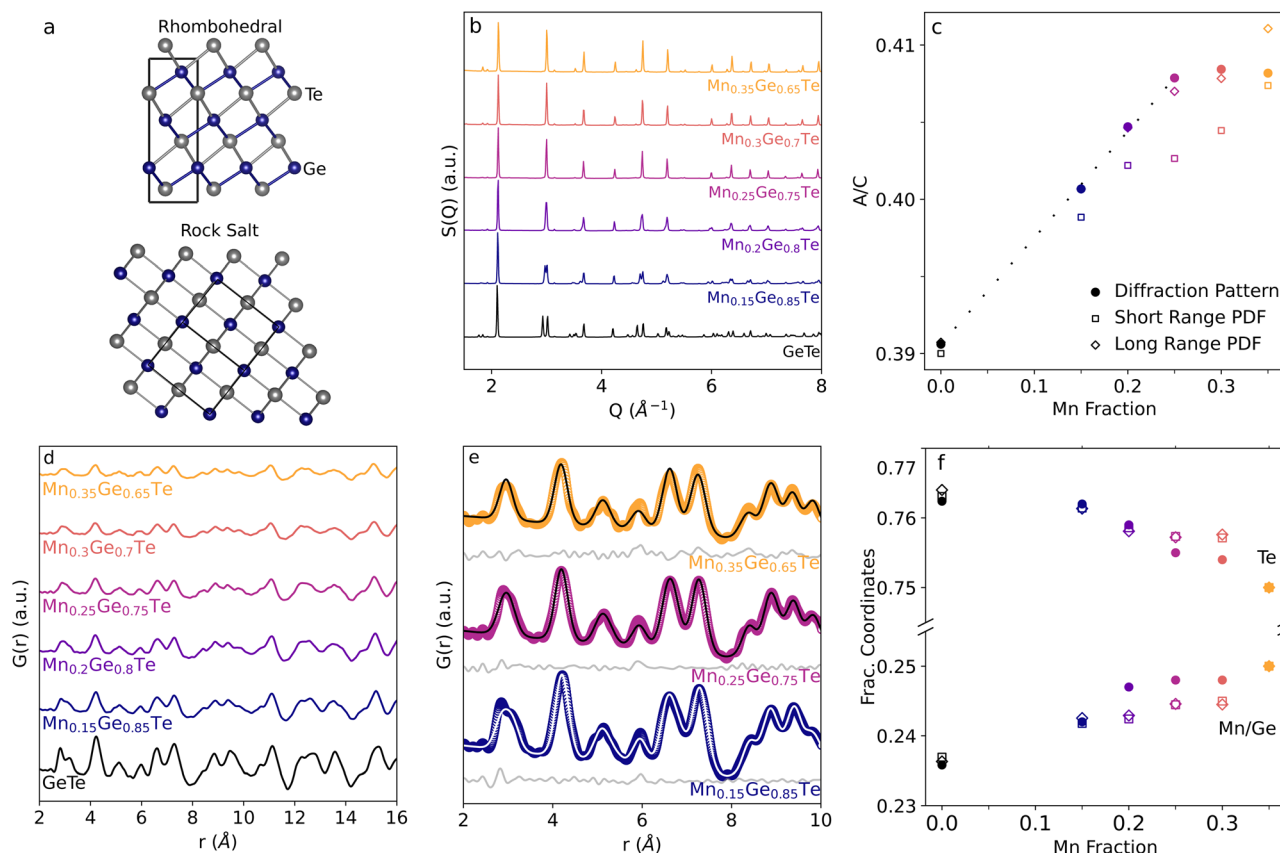 a
Rhombohedral
Te
Ge
Rock Salt
b
S(Q) (a.u.)
Mn0.35Ge0.65Te
Mn0.3Ge0.7Te
Mn0.25Ge0.75Te
Mn0.2Ge0.8Te
Mn0.15Ge0.85Te
GeTe
2 4 6 8
Q (Å−1)
c
A/C
0.41
0.40
0.39
Diffraction Pattern
Short Range PDF
Long Range PDF
0.0 0.1 0.2 0.3
Mn Fraction
d
G(r) (a.u.)
Mn0.35Ge0.65Te
Mn0.3Ge0.7Te
Mn0.25Ge0.75Te
Mn0.2Ge0.8Te
Mn0.15Ge0.85Te
GeTe
2 4 6 8 10 12 14 16
r (Å)
e
G(r) (a.u.)
Mn0.35Ge0.65Te
Mn0.25Ge0.75Te
Mn0.15Ge0.85Te
2 4 6 8 10
r (Å)
f
Frac. Coordinates
0.77
0.76
0.75
0.25
0.24
0.23
Te
Mn/Ge
0.0 0.1 0.2 0.3
Mn Fraction